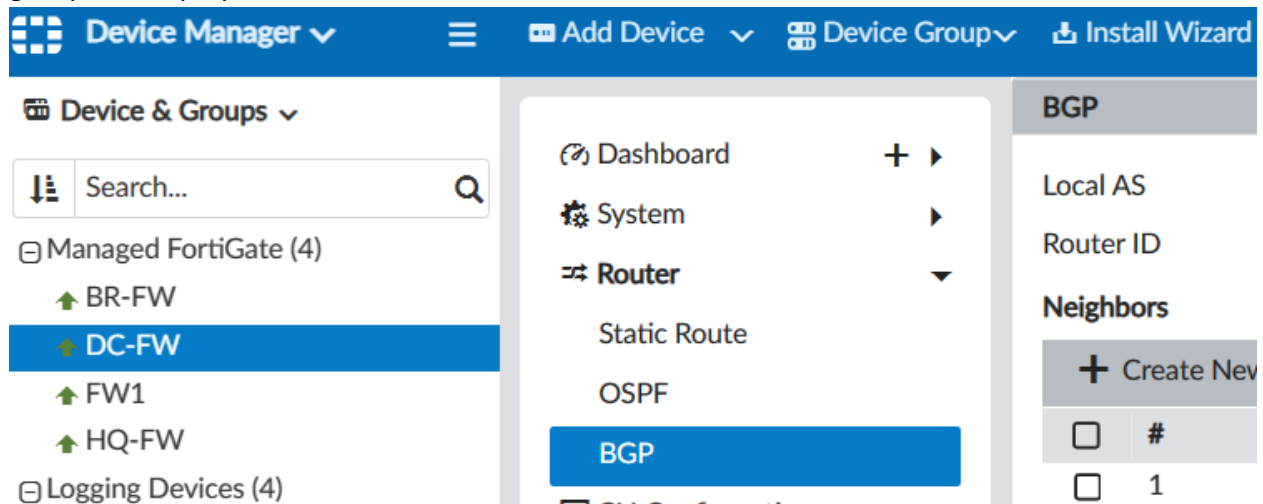 Device Manager
Add Device
Device Group
Install Wizard
Device & Groups
Search...
Managed FortiGate (4)
BR-FW
DC-FW
FW1
HQ-FW
Logging Devices (4)
Dashboard
System
Router
Static Route
OSPF
BGP
BGP
Local AS
Router ID
Neighbors
+ Create New
#
1